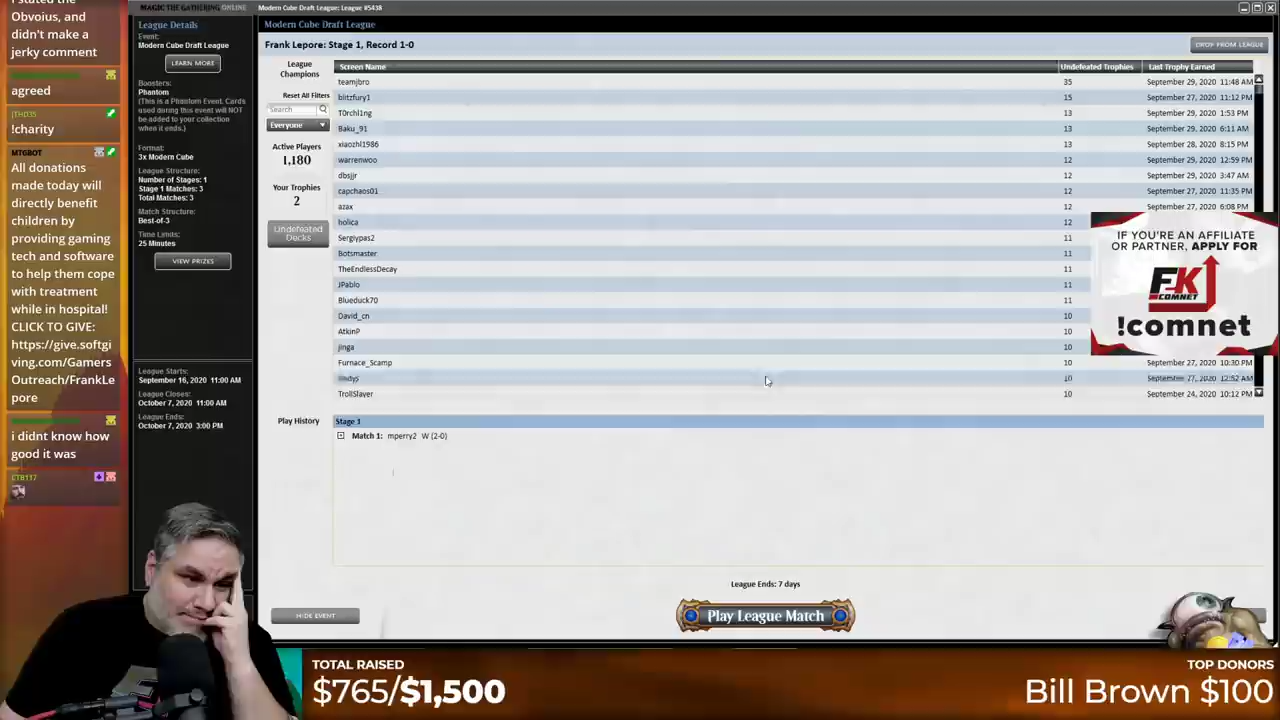 I stated the
Obvoius, and
didn't make a
jerky comment
agreed
!charity
MTGBOT
All donations
made today will
directly benefit
children by
providing gaming
tech and software
to help them cope
with treatment
while in hospital!
CLICK TO GIVE:
https://give.softgi
ving.com/Gamers
Outreach/FrankLe
pore
i didnt know how
good it was
CTB137
MAGIC THE GATHERING ONLINE
Modern Cube Draft League: League #5438
League Details
Event:
Modern Cube Draft League
LEARN MORE
Boosters:
Phantom
(This is a Phantom Event. Cards
used during this event will NOT
be added to your collection
when it ends.)
Format:
3x Modern Cube
League Structure:
Number of Stages: 1
Stage 1 Matches: 3
Total Matches: 3
Match Structure:
Best-of-3
Time Limits:
25 Minutes
VIEW PRIZES
League Starts:
September 16, 2020 11:00 AM
League Closes:
October 7, 2020 11:00 AM
League Ends:
October 7, 2020 3:00 PM
Modern Cube Draft League
Frank Lepore: Stage 1, Record 1-0
DROP FROM LEAGUE
League
Champions
Reset All Filters
Search
Everyone
Active Players
1,180
Your Trophies
2
Undefeated
Decks
Screen Name Undefeated Trophies Last Trophy Earned
teamjbro 35 September 29, 2020 11:48 AM
blitzfury1 15 September 27, 2020 11:12 PM
T0rchl1ng 13 September 29, 2020 1:53 PM
Baku_91 13 September 29, 2020 6:11 AM
xiaozhl1986 13 September 28, 2020 8:15 PM
warrenwoo 12 September 29, 2020 12:59 PM
dbsjjr 12 September 29, 2020 3:47 AM
capchaos01 12 September 27, 2020 11:35 PM
azax 12 September 27, 2020 6:08 PM
holica 12
Sergiypas2 11
Botsmaster 11
TheEndlessDecay 11
JPablo 11
Blueduck70 11
David_cn 10
AtkinP 10
jinga 10
Furnace_Scamp 10 September 27, 2020 10:30 PM
10 September 27, 2020 12:52 AM
TrollSlayer 10 September 24, 2020 10:12 PM
IF YOU'RE AN AFFILIATE
OR PARTNER, APPLY FOR
F2K
.COMNET
!comnet
Play History
Stage 1
Match 1: mperry2 W (2-0)
League Ends: 7 days
HIDE EVENT
Play League Match
TOTAL RAISED
$765/$1,500
TOP DONORS
Bill Brown $100